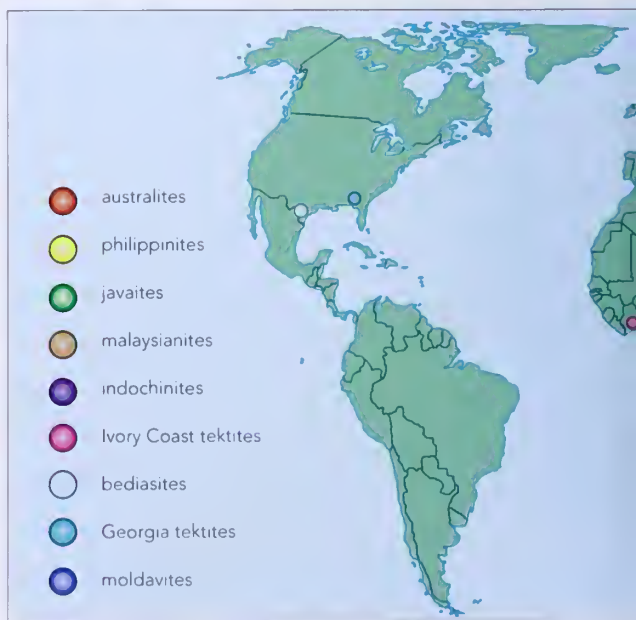 australites
philippinites
javaites
malaysianites
indochinites
Ivory Coast tektites
bediasites
Georgia tektites
moldavites